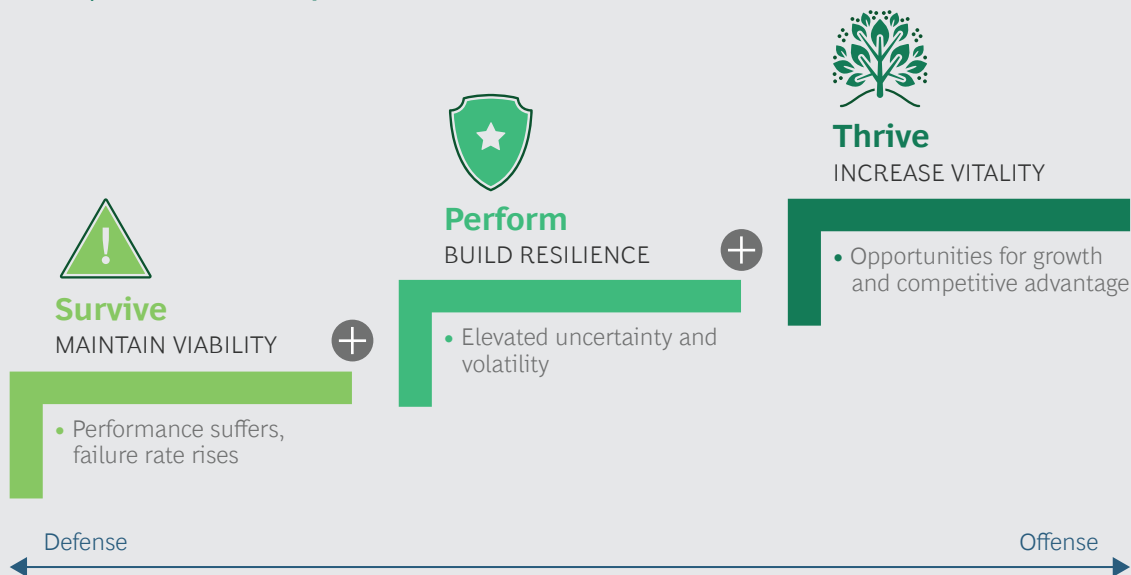 Survive
MAINTAIN VIABILITY
• Performance suffers,
failure rate rises
Perform
BUILD RESILIENCE
• Elevated uncertainty and
volatility
Thrive
INCREASE VITALITY
• Opportunities for growth
and competitive advantage
Defense
Offense